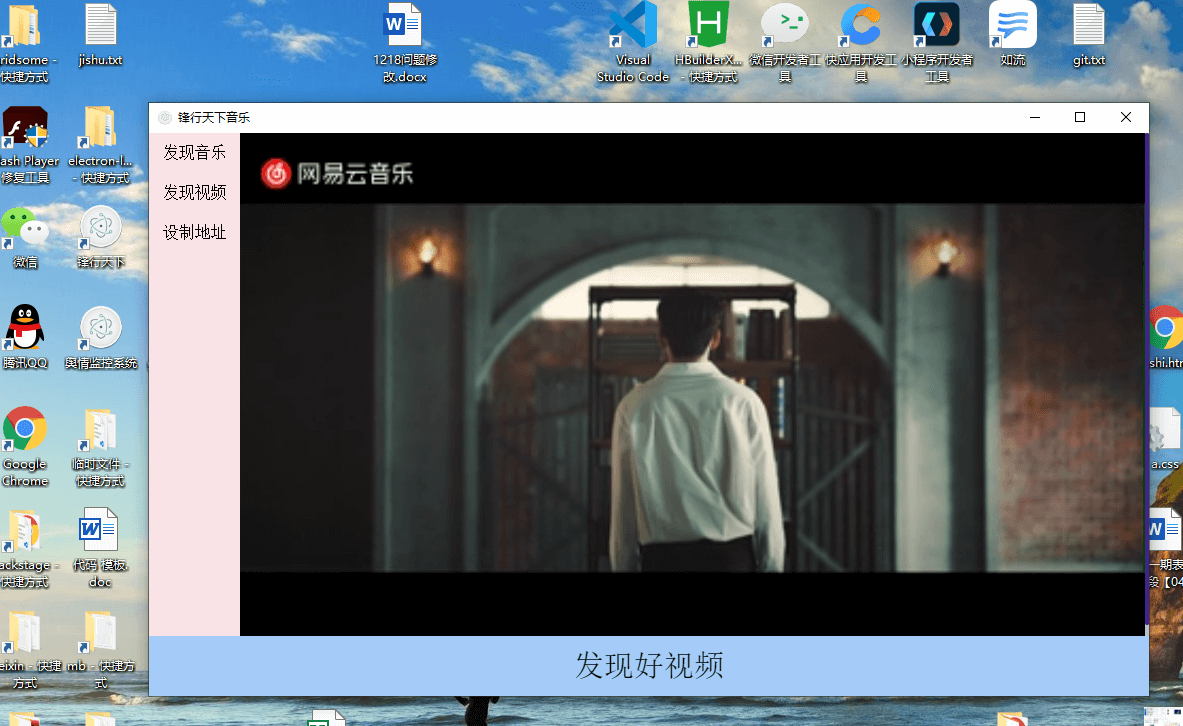 ridsome -
快捷方式
jishu.txt
1218问题修
改.docx
Visual
Studio Code
HBuilderX...
- 快捷方式
微信开发者工
具
快应用开发工
具
小程序开发者
工具
如流
git.txt
ash Player
修复工具
electron-l...
- 快捷方式
微信
锋行天下
腾讯QQ
舆情监控系统
Google
Chrome
临时文件 -
快捷方式
ackstage -
快捷方式
代码 模板.
doc
eixin - 快捷
方式
mb - 快捷方
式
锋行天下音乐
发现音乐
发现视频
设制地址
网易云音乐
发现好视频
shi.htm
a.css
一期表
段【04